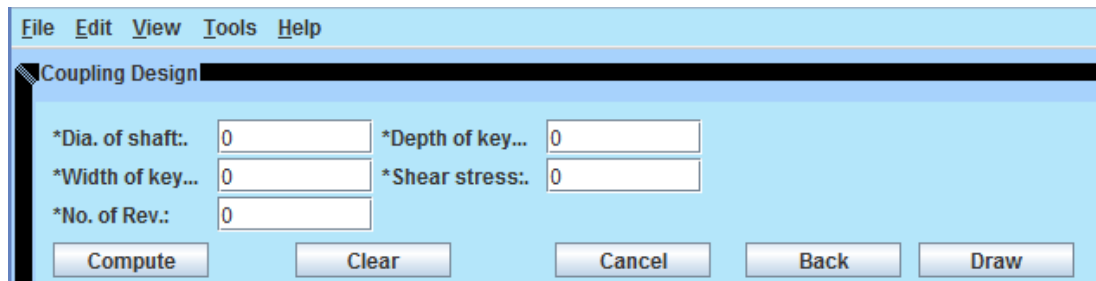 File Edit View Tools Help
Coupling Design
*Dia. of shaft:. 0 *Depth of key... 0
*Width of key... 0 *Shear stress:. 0
*No. of Rev.: 0
Compute Clear Cancel Back Draw